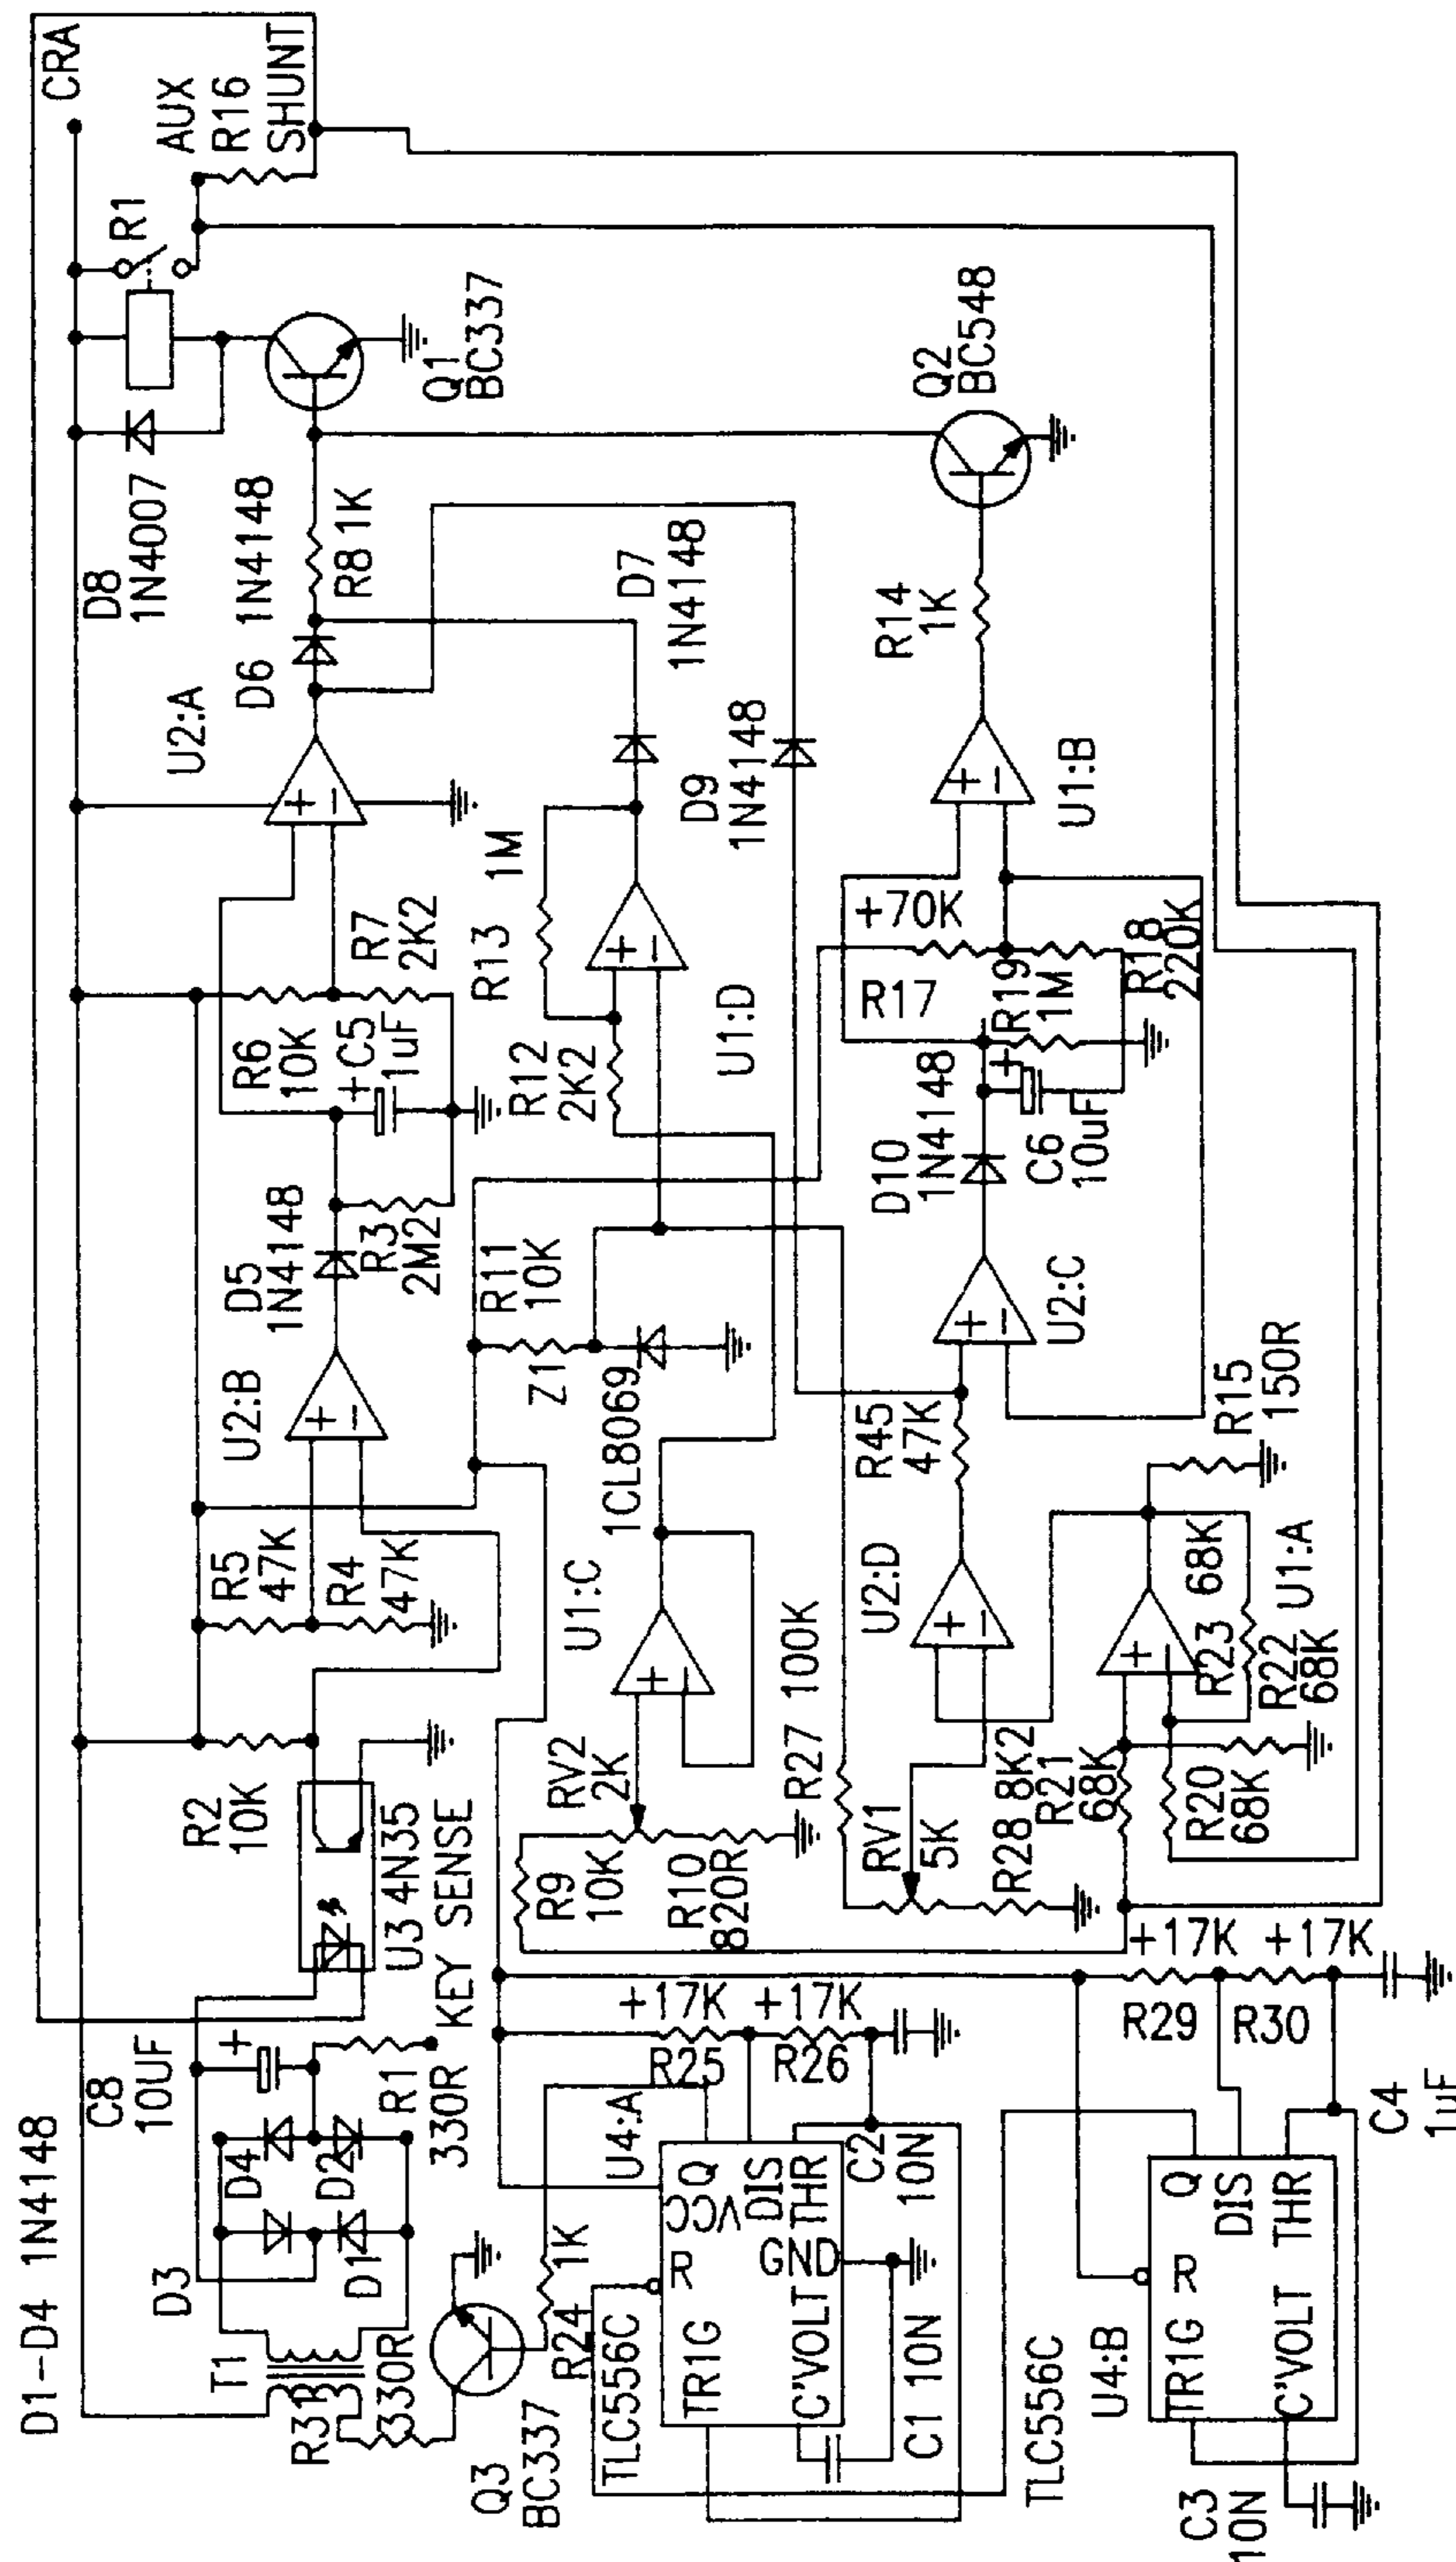 CRA
AUX
R16
SHUNT
R1
D8
1N4007
Q1
BC337
D6 1N4148
R8 1K
U2:A
+
−
D7
1N4148
Q2
BC548
R14
1K
D9
1N4148
U1:B
+
−
R13 1M
+
−
U1:D
R7
2K2
R6
10K
+C5
1uF
R12
2K2
+70K
R17
R18
220K
R19
1M
D10
1N4148
+
C6
10uF
D5
1N4148
R3
2M2
U2:B
+
−
R11
10K
Z1
1CL8069
U2:C
+
−
R5
47K
R4
47K
R45
47K
R15
150R
U1:C
+
−
U2:D
+
−
68K
R23
U1:A
+
−
R22
68K
R2
10K
U3 4N35
KEY SENSE
RV2
2K
R27 100K
R9
10K
R10
820R
RV1
5K
R28 8K2
R21
68K
R20
68K
+17K +17K
R29 R30
+17K +17K
R25 R26
D1--D4 1N4148
C8
10UF
+
R1
330R
D4
D2
D3
D1
T1
R31
330R
Q3
BC337
R24
1K
U4:A
TLC556C
Q
VCC
DIS
THR
R
GND
TR1G
C'VOLT
C2
10N
C1 10N
C4
1uF
TLC556C
U4:B
Q
DIS
THR
R
TR1G
C'VOLT
C3
10N